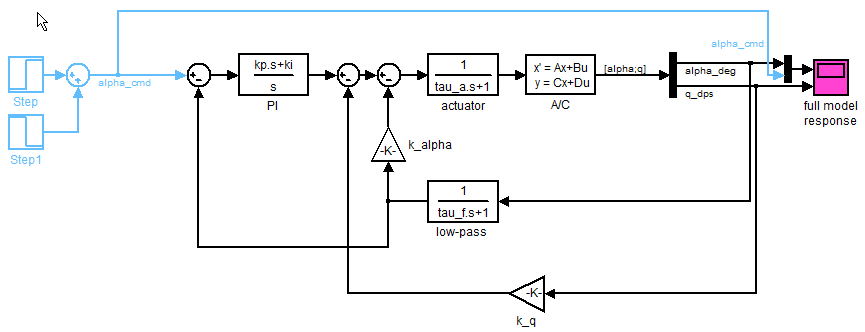 alpha_cmd
Step
alpha_cmd
+
+
+
-
kp.s+ki
s
PI
+
-
+
-
1
tau_a.s+1
actuator
x' = Ax+Bu
y = Cx+Du
A/C
[alpha;q]
alpha_deg
q_dps
full model
response
Step1
-K-
k_alpha
1
tau_f.s+1
low-pass
-K-
k_q